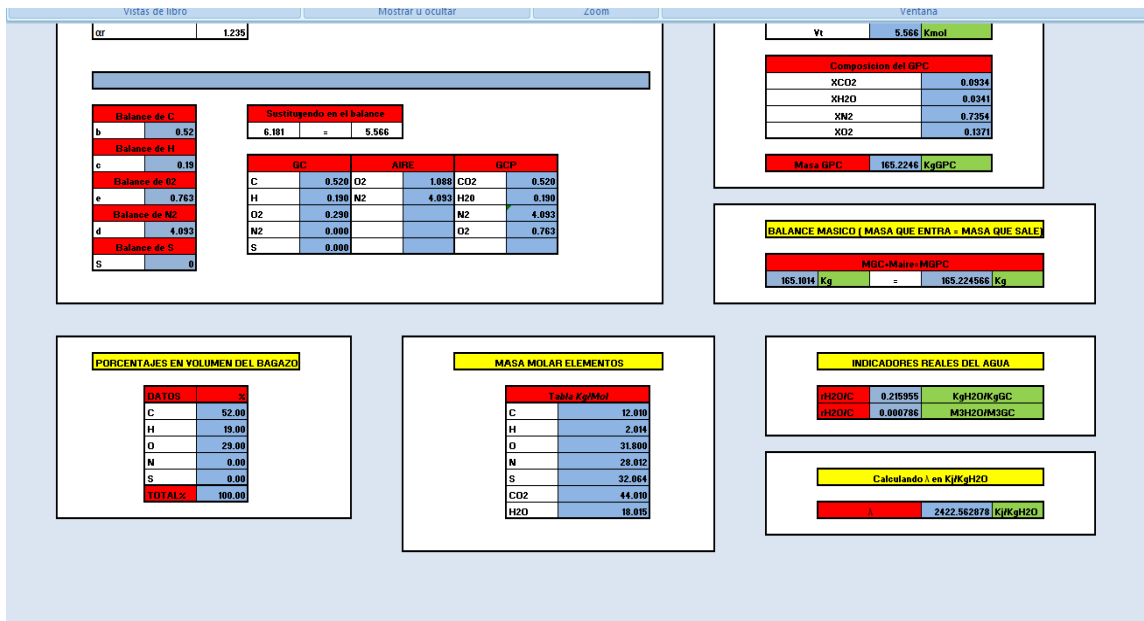 Vistas de libro Mostrar u ocultar Zoom Ventana
αr 1.235
Balance de C
b 0.52
Balance de H
c 0.19
Balance de 02
e 0.763
Balance de N2
d 4.093
Balance de S
S 0
Sustituyendo en el balance
6.181 = 5.566
GC AIRE GCP
C 0.520 O2 1.088 CO2 0.520
H 0.190 N2 4.093 H20 0.190
O2 0.290 N2 4.093
N2 0.000 O2 0.763
S 0.000
Vt 5.566 Kmol
Composicion del GPC
XCO2 0.0934
XH2O 0.0341
XN2 0.7354
XO2 0.1371
Masa GPC 165.2246 KgGPC
BALANCE MASICO ( MASA QUE ENTRA = MASA QUE SALE)
MGC+Maire=MGPC
165.1014 Kg = 165.224566 Kg
PORCENTAJES EN VOLUMEN DEL BAGAZO
DATOS %
C 52.00
H 19.00
O 29.00
N 0.00
S 0.00
TOTAL% 100.00
MASA MOLAR ELEMENTOS
Tabla Kg/Mol
C 12.010
H 2.014
O 31.800
N 28.012
S 32.064
CO2 44.010
H2O 18.015
INDICADORES REALES DEL AGUA
rH2O/C 0.215955 KgH2O/KgGC
rH2O/C 0.000786 M3H2O/M3GC
Calculando λ en Kj/KgH2O
λ 2422.562878 Kj/KgH2O